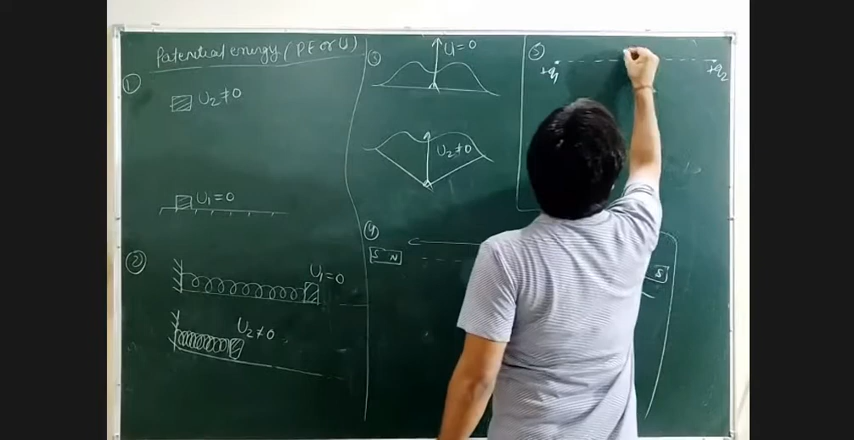 Potential energy (PE or U)
①
U₂≠0
U₁=0
②
U₁=0
U₂≠0
③
U=0
U₂≠0
④
S N
S
⑤
+q₁
+q₂